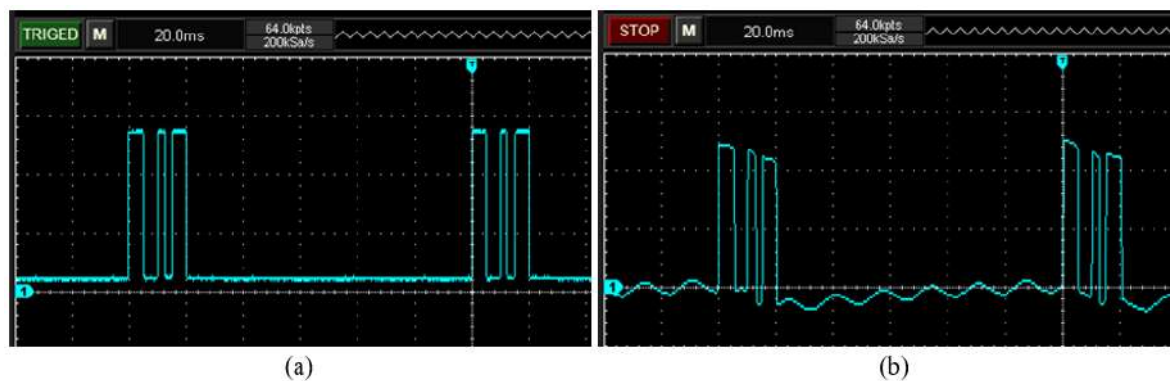 TRIGED M 20.0ms 64.0kpts
200kSa/s
T
1
(a)
STOP M 20.0ms 64.0kpts
200kSa/s
T
1
(b)